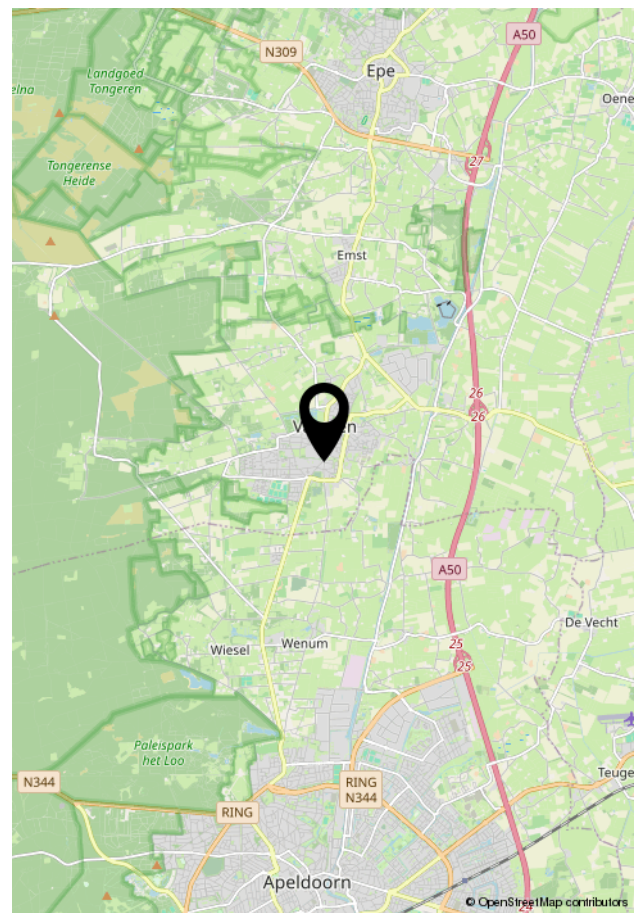 A50
N309
Epe
Landgoed
Tongeren
elna
Oene
Tongerense
Heide
27
Emst
26
26
A50
De Vecht
25
25
Wenum
Wiesel
Paleispark
het Loo
Teuge
N344
RING
N344
RING
Apeldoorn
24
© OpenStreetMap contributors